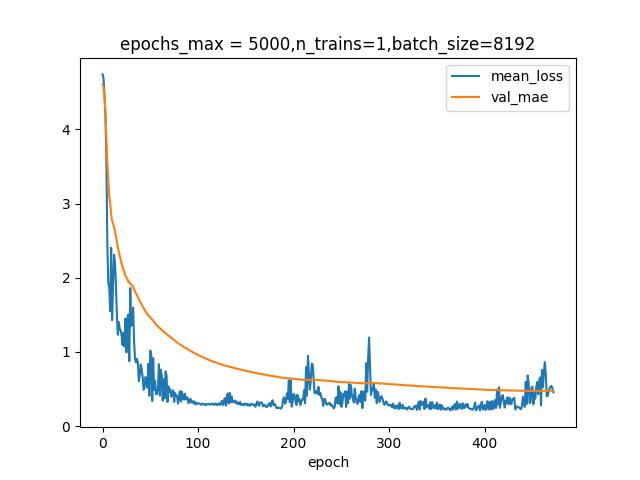 epochs_max = 5000,n_trains=1,batch_size=8192
mean_loss
val_mae
4
3
2
1
0
0 100 200 300 400
epoch